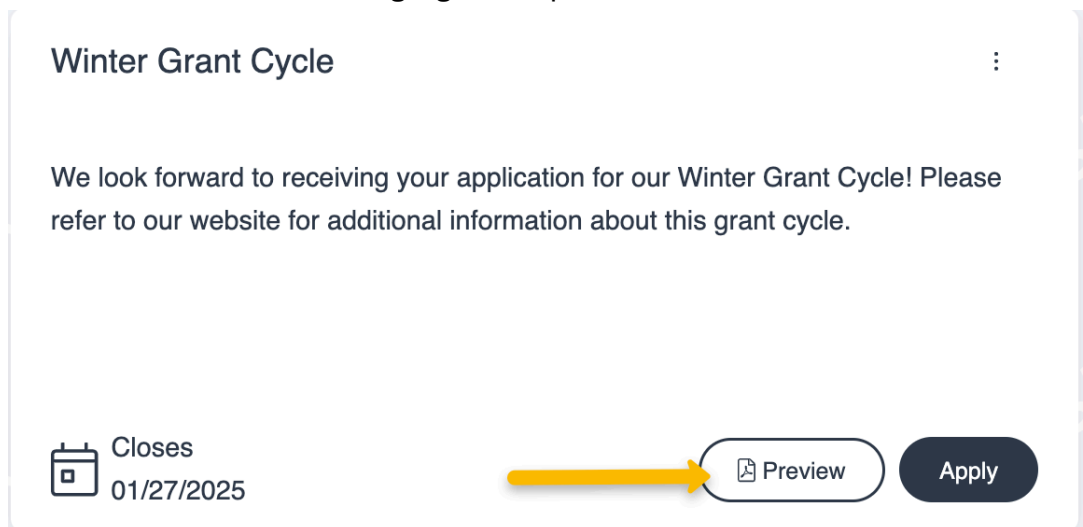 Winter Grant Cycle
We look forward to receiving your application for our Winter Grant Cycle! Please
refer to our website for additional information about this grant cycle.
Closes
01/27/2025
Preview
Apply